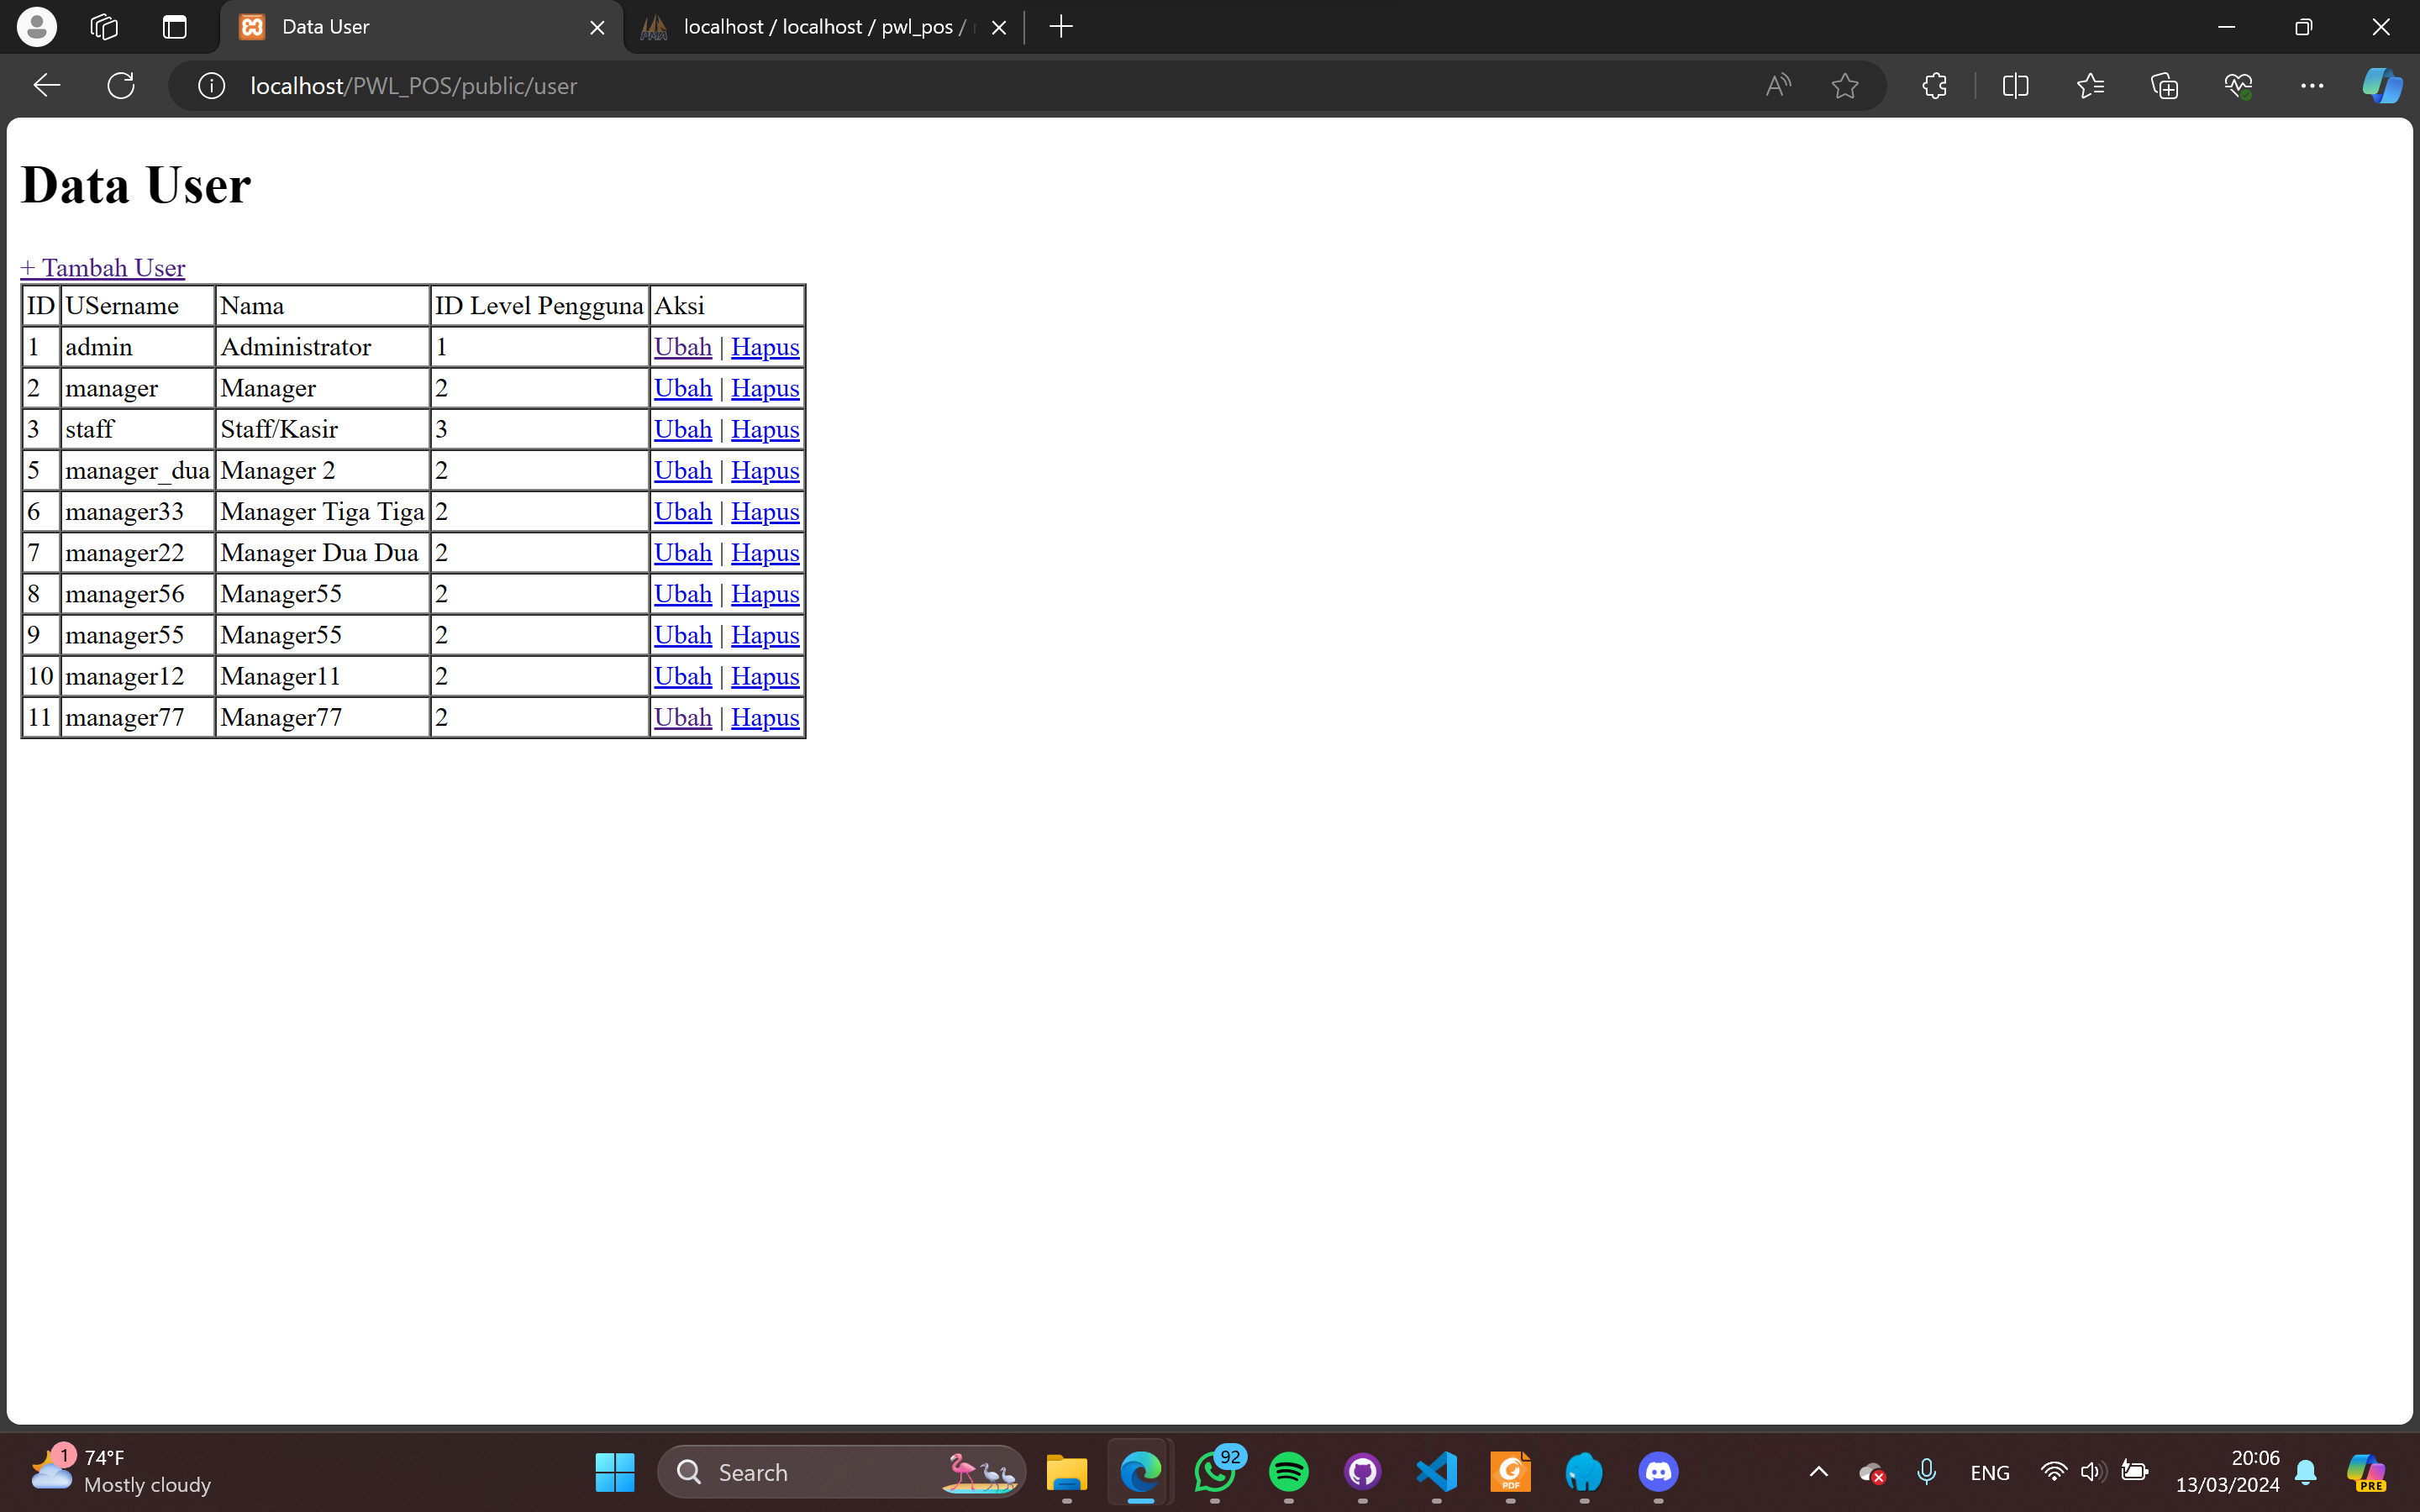 Data User
localhost / localhost / pwl_pos /
localhost/PWL_POS/public/user
Data User
+ Tambah User
ID USername Nama ID Level Pengguna Aksi
1 admin Administrator 1 Ubah | Hapus
2 manager Manager 2 Ubah | Hapus
3 staff Staff/Kasir 3 Ubah | Hapus
5 manager_dua Manager 2 2 Ubah | Hapus
6 manager33 Manager Tiga Tiga 2 Ubah | Hapus
7 manager22 Manager Dua Dua 2 Ubah | Hapus
8 manager56 Manager55 2 Ubah | Hapus
9 manager55 Manager55 2 Ubah | Hapus
10 manager12 Manager11 2 Ubah | Hapus
11 manager77 Manager77 2 Ubah | Hapus
1
74°F
Mostly cloudy
Search
92
PDF
ENG
20:06
13/03/2024
PRE